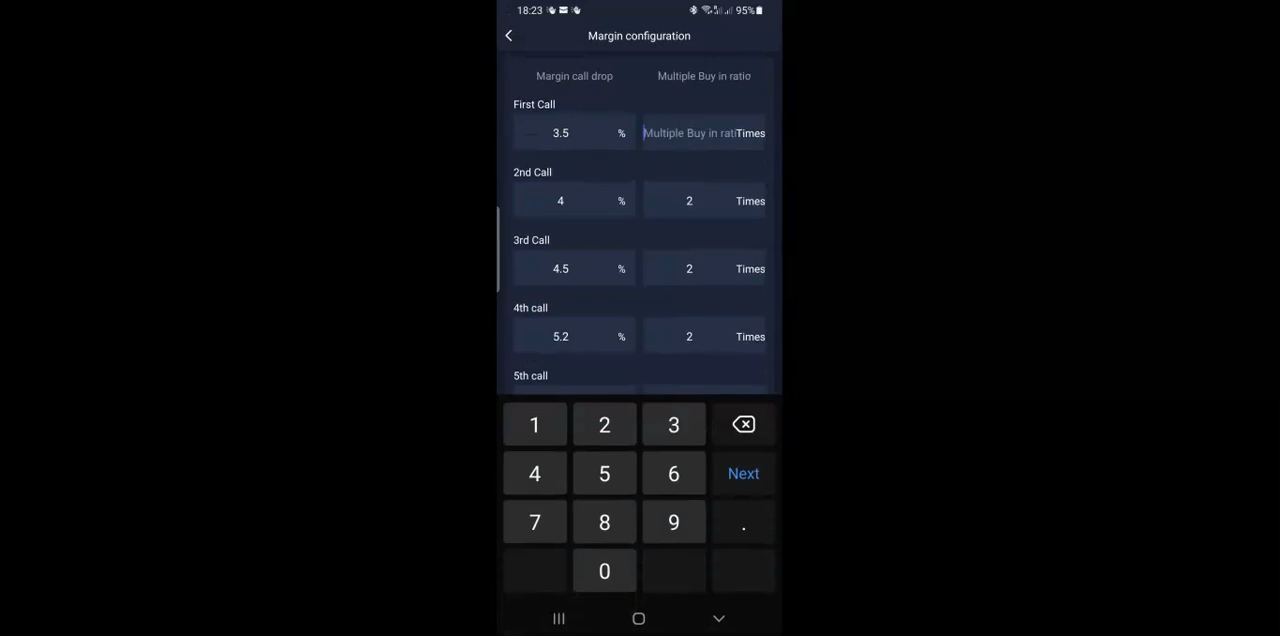 18:23 95%
Margin configuration
Margin call drop Multiple Buy in ratio
First Call
3.5 % Multiple Buy in rati Times
2nd Call
4 % 2 Times
3rd Call
4.5 % 2 Times
4th call
5.2 % 2 Times
5th call
1 2 3
4 5 6 Next
7 8 9 .
0